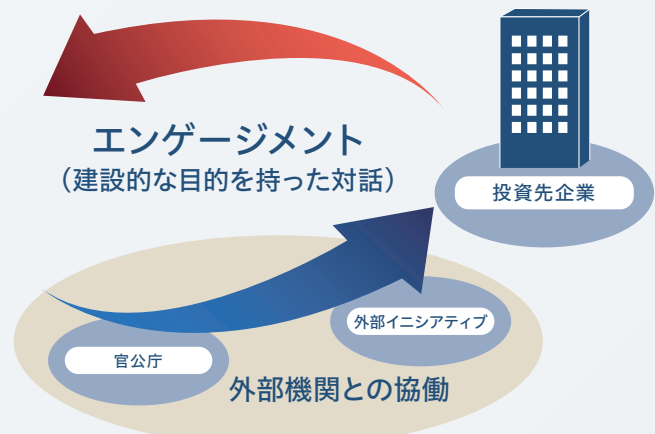 エンゲージメント
（建設的な目的を持った対話）
投資先企業
外部イニシアティブ
官公庁
外部機関との協働